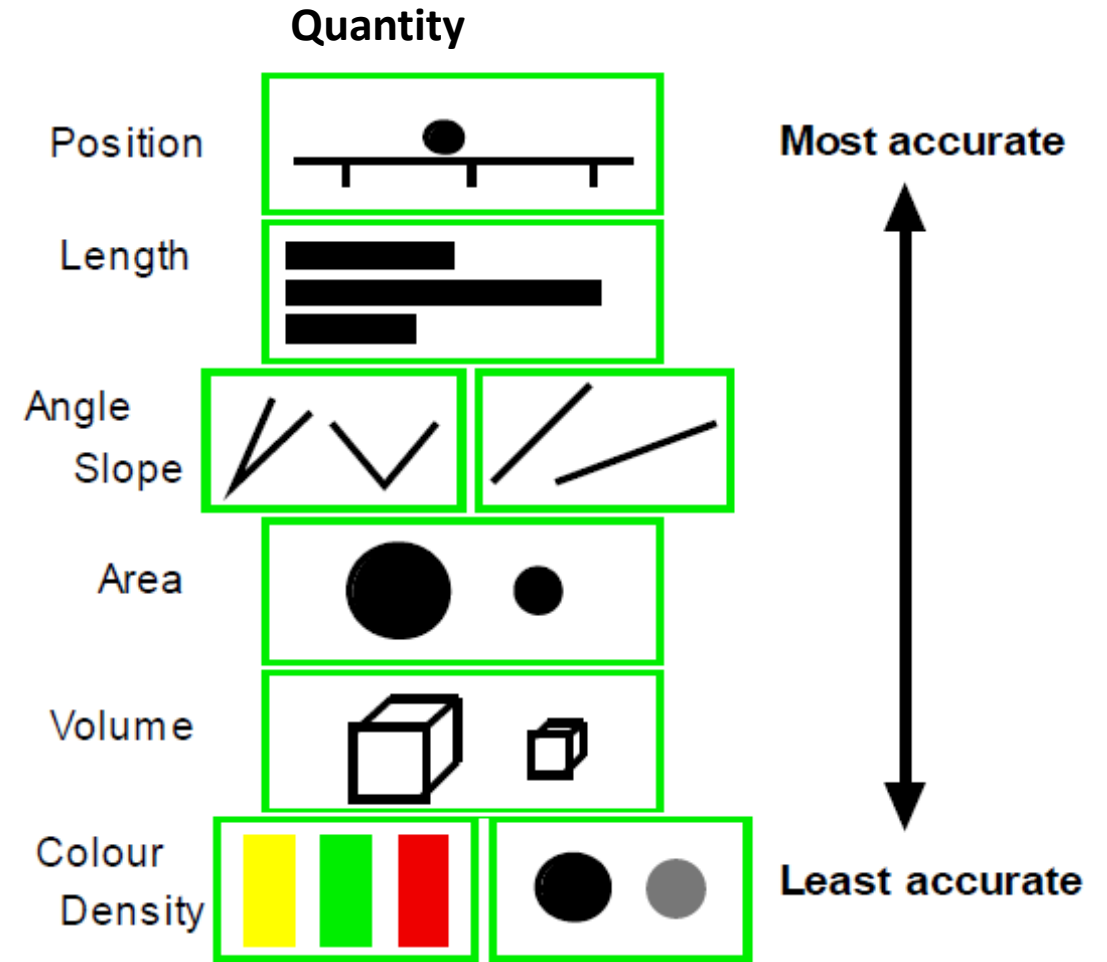 Quantity
Position
Most accurate
Length
Angle
Slope
Area
Volume
Colour
Density
Least accurate